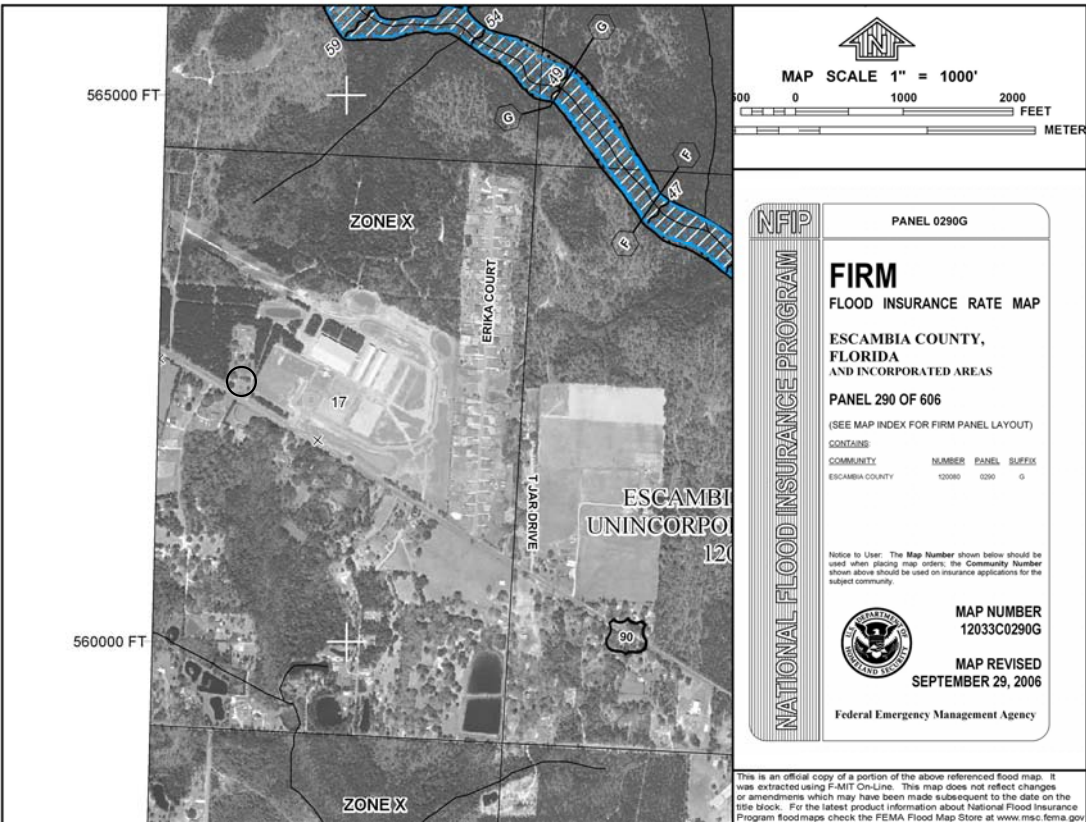 59
54
G
49
G
F
47
F
565000 FT
ZONE X
ERIKA COURT
17
T JAR DRIVE
ESCAMBI
UNINCORPO
120
90
560000 FT
ZONE X
N
MAP SCALE 1" = 1000'
500 0 1000 2000
FEET
METER
NFIP
NATIONAL FLOOD INSURANCE PROGRAM
PANEL 0290G
FIRM
FLOOD INSURANCE RATE MAP
ESCAMBIA COUNTY,
FLORIDA
AND INCORPORATED AREAS
PANEL 290 OF 606
(SEE MAP INDEX FOR FIRM PANEL LAYOUT)
CONTAINS:
COMMUNITY NUMBER PANEL SUFFIX
ESCAMBIA COUNTY 120080 0290 G
Notice to User: The Map Number shown below should be
used when placing map orders; the Community Number
shown above should be used on insurance applications for the
subject community.
U.S. DEPARTMENT OF
HOMELAND SECURITY
MAP NUMBER
12033C0290G
MAP REVISED
SEPTEMBER 29, 2006
Federal Emergency Management Agency
This is an official copy of a portion of the above referenced flood map. It
was extracted using F-MIT On-Line. This map does not reflect changes
or amendments which may have been made subsequent to the date on the
title block. For the latest product information about National Flood Insurance
Program flood maps check the FEMA Flood Map Store at www.msc.fema.gov